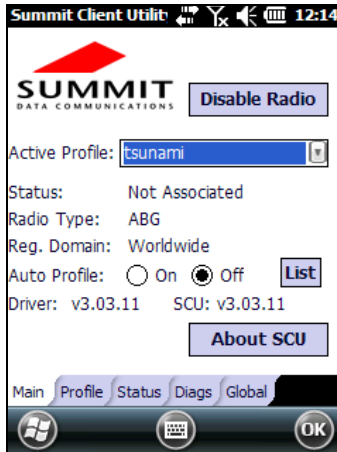 Summit Client Utilit 12:14
SUMMIT
DATA COMMUNICATIONS
Disable Radio
Active Profile: tsunami
Status: Not Associated
Radio Type: ABG
Reg. Domain: Worldwide
Auto Profile: On Off List
Driver: v3.03.11 SCU: v3.03.11
About SCU
Main Profile Status Diags Global
OK